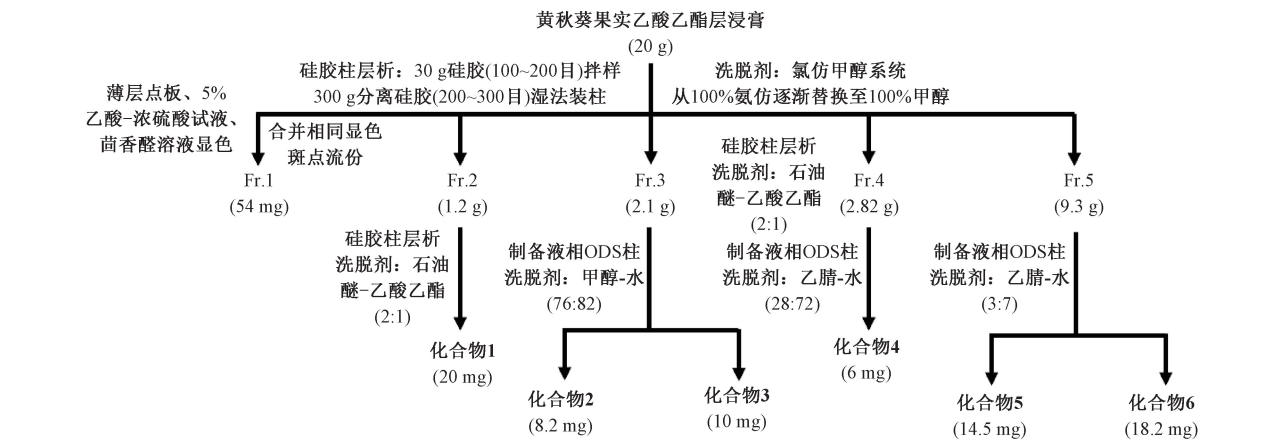 黄秋葵果实乙酸乙酯层浸膏
(20 g)
硅胶柱层析：30 g硅胶(100~200目)拌样
300 g分离硅胶(200~300目)湿法装柱
洗脱剂：氯仿甲醇系统
从100%氨仿逐渐替换至100%甲醇
薄层点板、5%
乙酸-浓硫酸试液、
茴香醛溶液显色
合并相同显色
斑点流份
Fr.1
(54 mg)
Fr.2
(1.2 g)
Fr.3
(2.1 g)
硅胶柱层析
洗脱剂：石油
醚-乙酸乙酯
(2:1)
Fr.4
(2.82 g)
Fr.5
(9.3 g)
硅胶柱层析
洗脱剂：石油
醚-乙酸乙酯
(2:1)
制备液相ODS柱
洗脱剂：甲醇-水
(76:82)
制备液相ODS柱
洗脱剂：乙腈-水
(28:72)
制备液相ODS柱
洗脱剂：乙腈-水
(3:7)
化合物1
(20 mg)
化合物2
(8.2 mg)
化合物3
(10 mg)
化合物4
(6 mg)
化合物5
(14.5 mg)
化合物6
(18.2 mg)